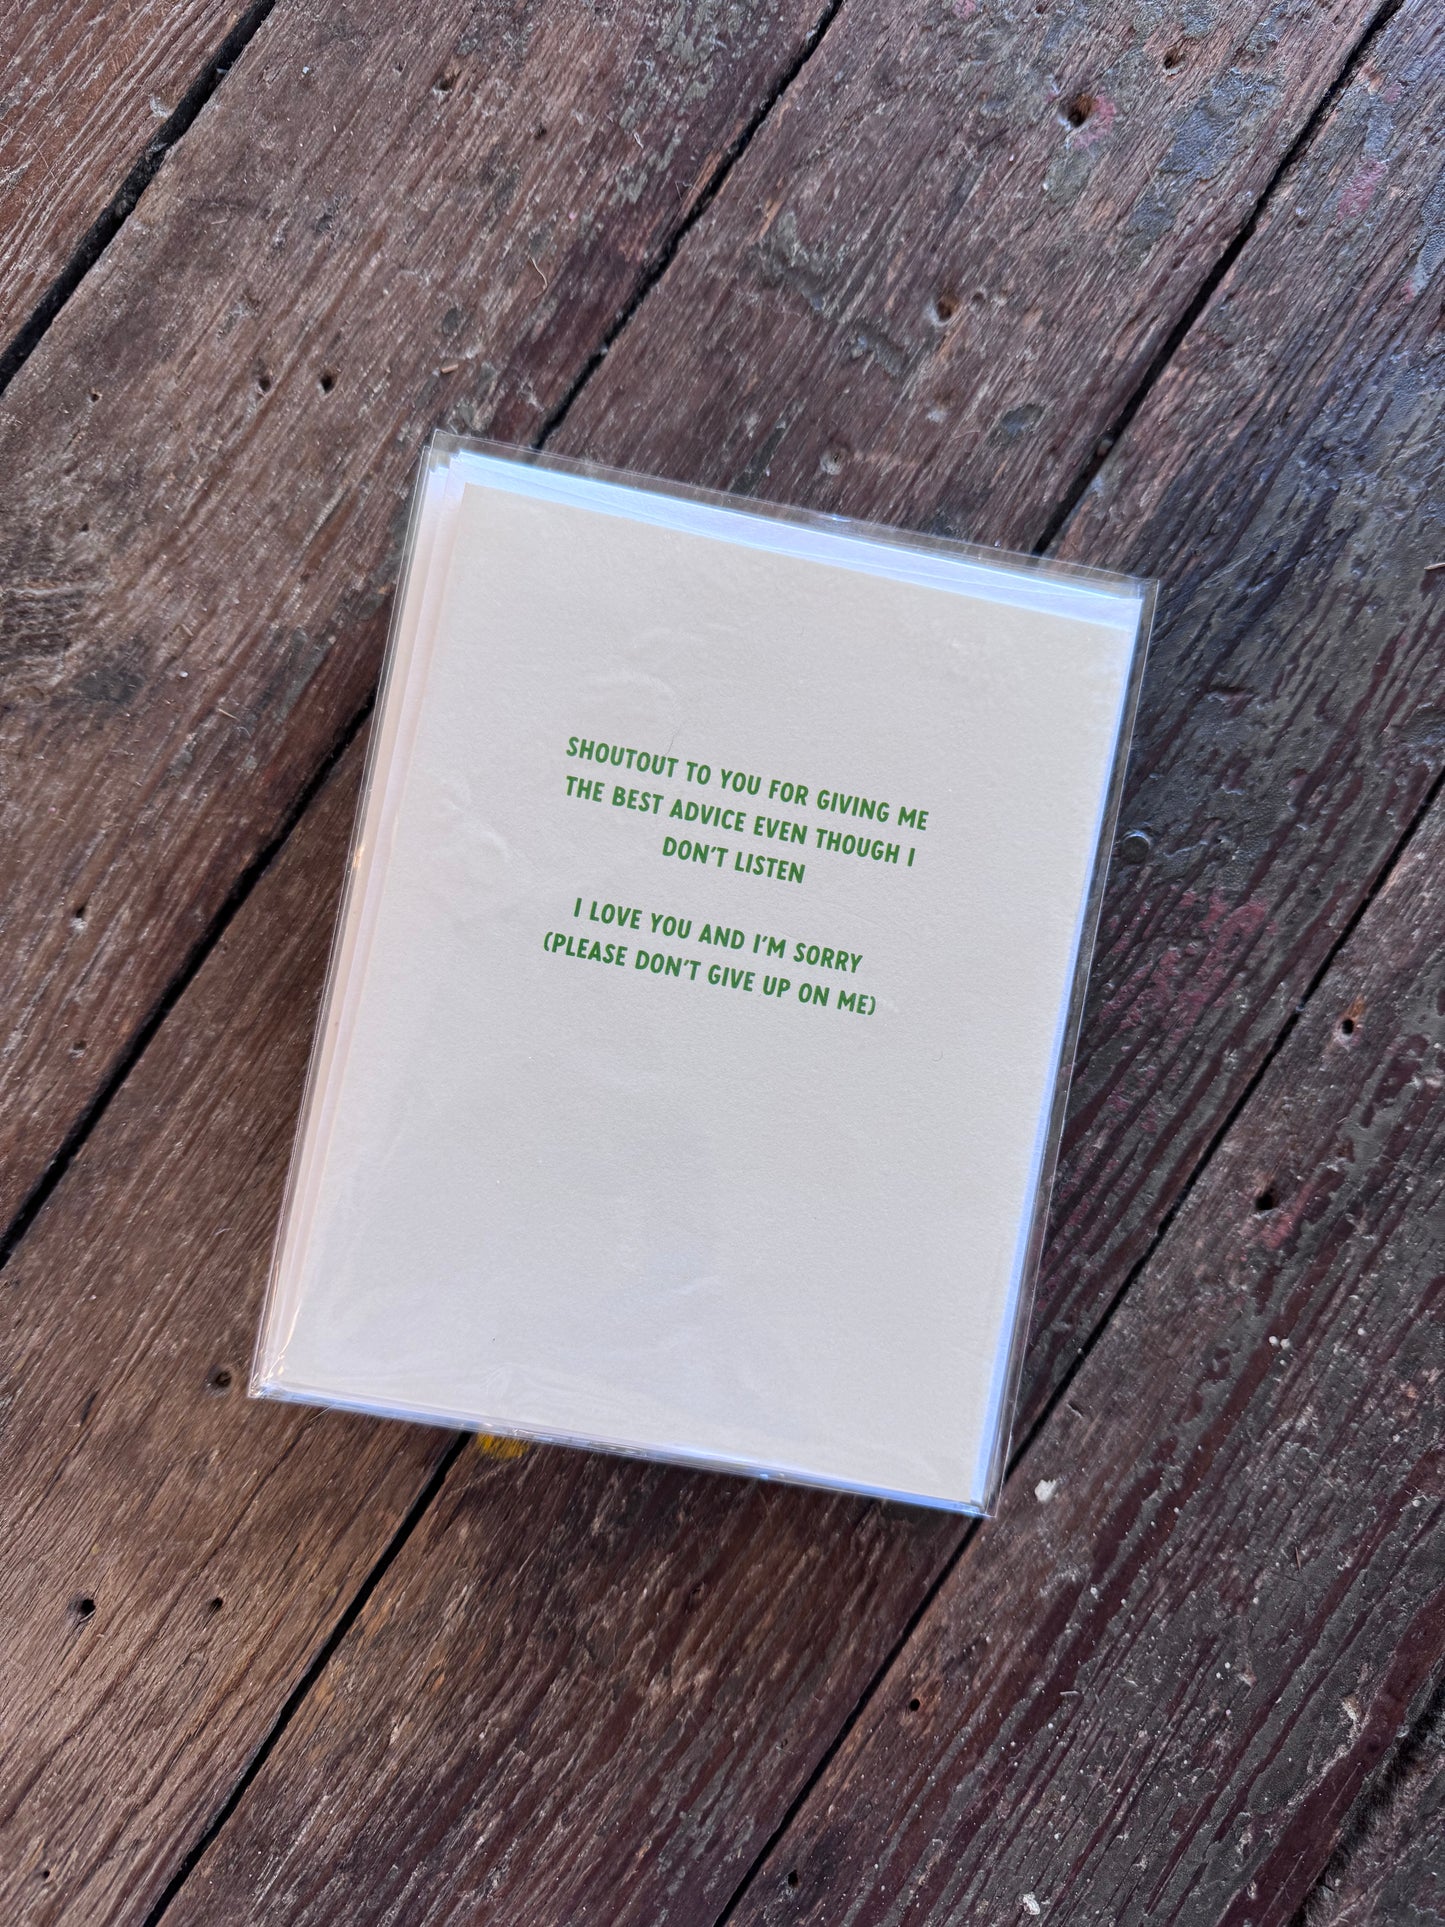 SHOUTOUT TO YOU FOR GIVING ME
THE BEST ADVICE EVEN THOUGH I
DON'T LISTEN
I LOVE YOU AND I'M SORRY
(PLEASE DON'T GIVE UP ON ME)